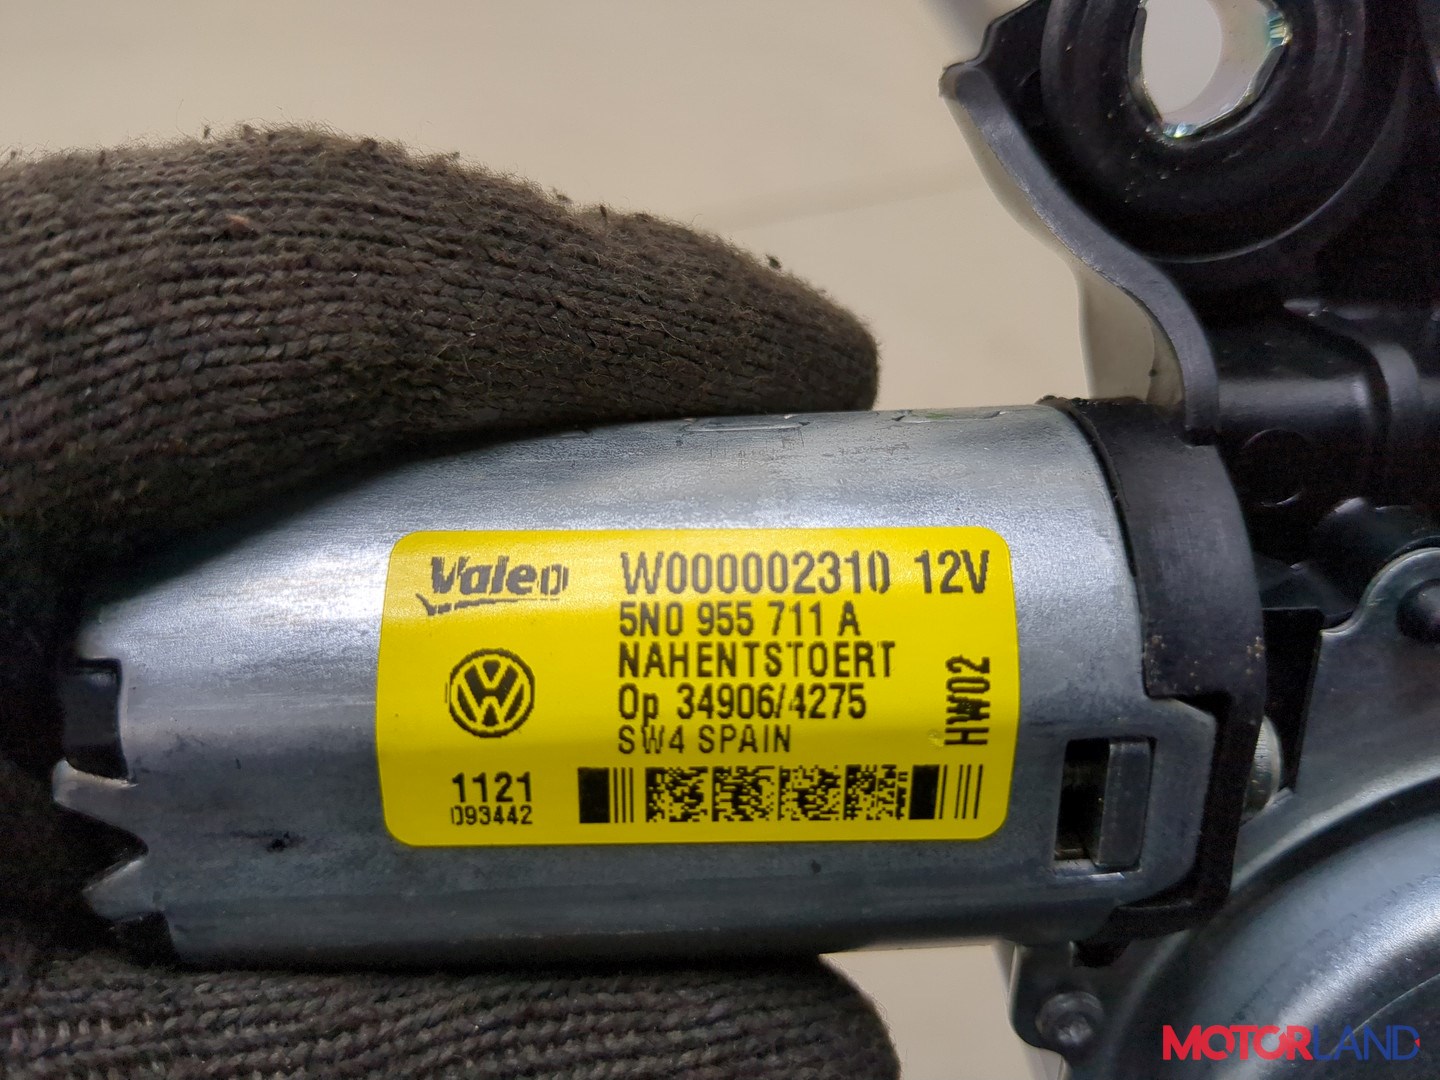 Valeo W000002310 12V
5N0 955 711 A
NAHENTSTOERT
Op 34906/4275
SW4 SPAIN
HW02
1121
093442
MOTORLAND